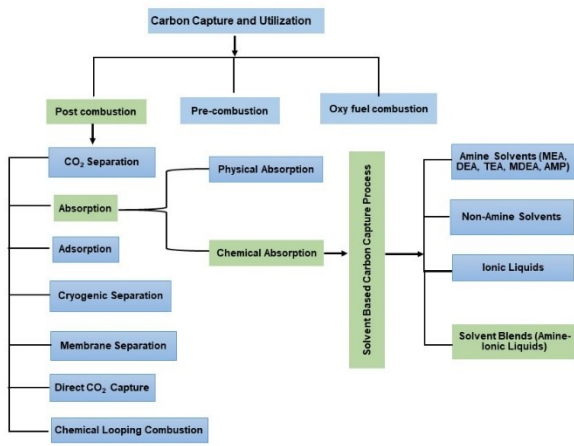 Carbon Capture and Utilization
Post combustion
Pre-combustion
Oxy fuel combustion
CO₂ Separation
Absorption
Adsorption
Cryogenic Separation
Membrane Separation
Direct CO₂ Capture
Chemical Looping Combustion
Physical Absorption
Chemical Absorption
Solvent Based Carbon Capture Process
Amine Solvents (MEA,
DEA, TEA, MDEA, AMP)
Non-Amine Solvents
Ionic Liquids
Solvent Blends (Amine-
Ionic Liquids)